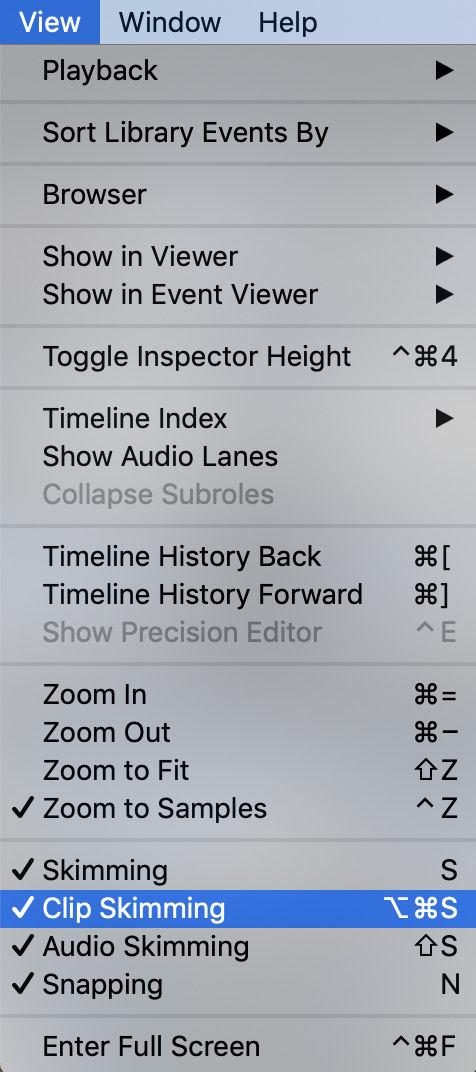 View Window Help
Playback ▶
Sort Library Events By ▶
Browser ▶
Show in Viewer ▶
Show in Event Viewer ▶
Toggle Inspector Height ^⌘4
Timeline Index ▶
Show Audio Lanes
Collapse Subroles
Timeline History Back ⌘[
Timeline History Forward ⌘]
Show Precision Editor ^E
Zoom In ⌘=
Zoom Out ⌘−
Zoom to Fit ⇧Z
✓ Zoom to Samples ^Z
✓ Skimming S
✓ Clip Skimming ⌥⌘S
✓ Audio Skimming ⇧S
✓ Snapping N
Enter Full Screen ^⌘F